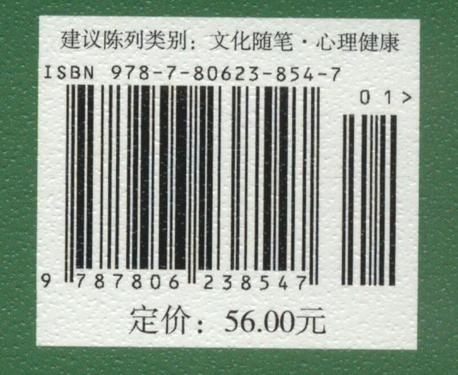 建议陈列类别：文化随笔·心理健康
ISBN 978-7-80623-854-7
01>
9 787806 238547
定价：56.00元